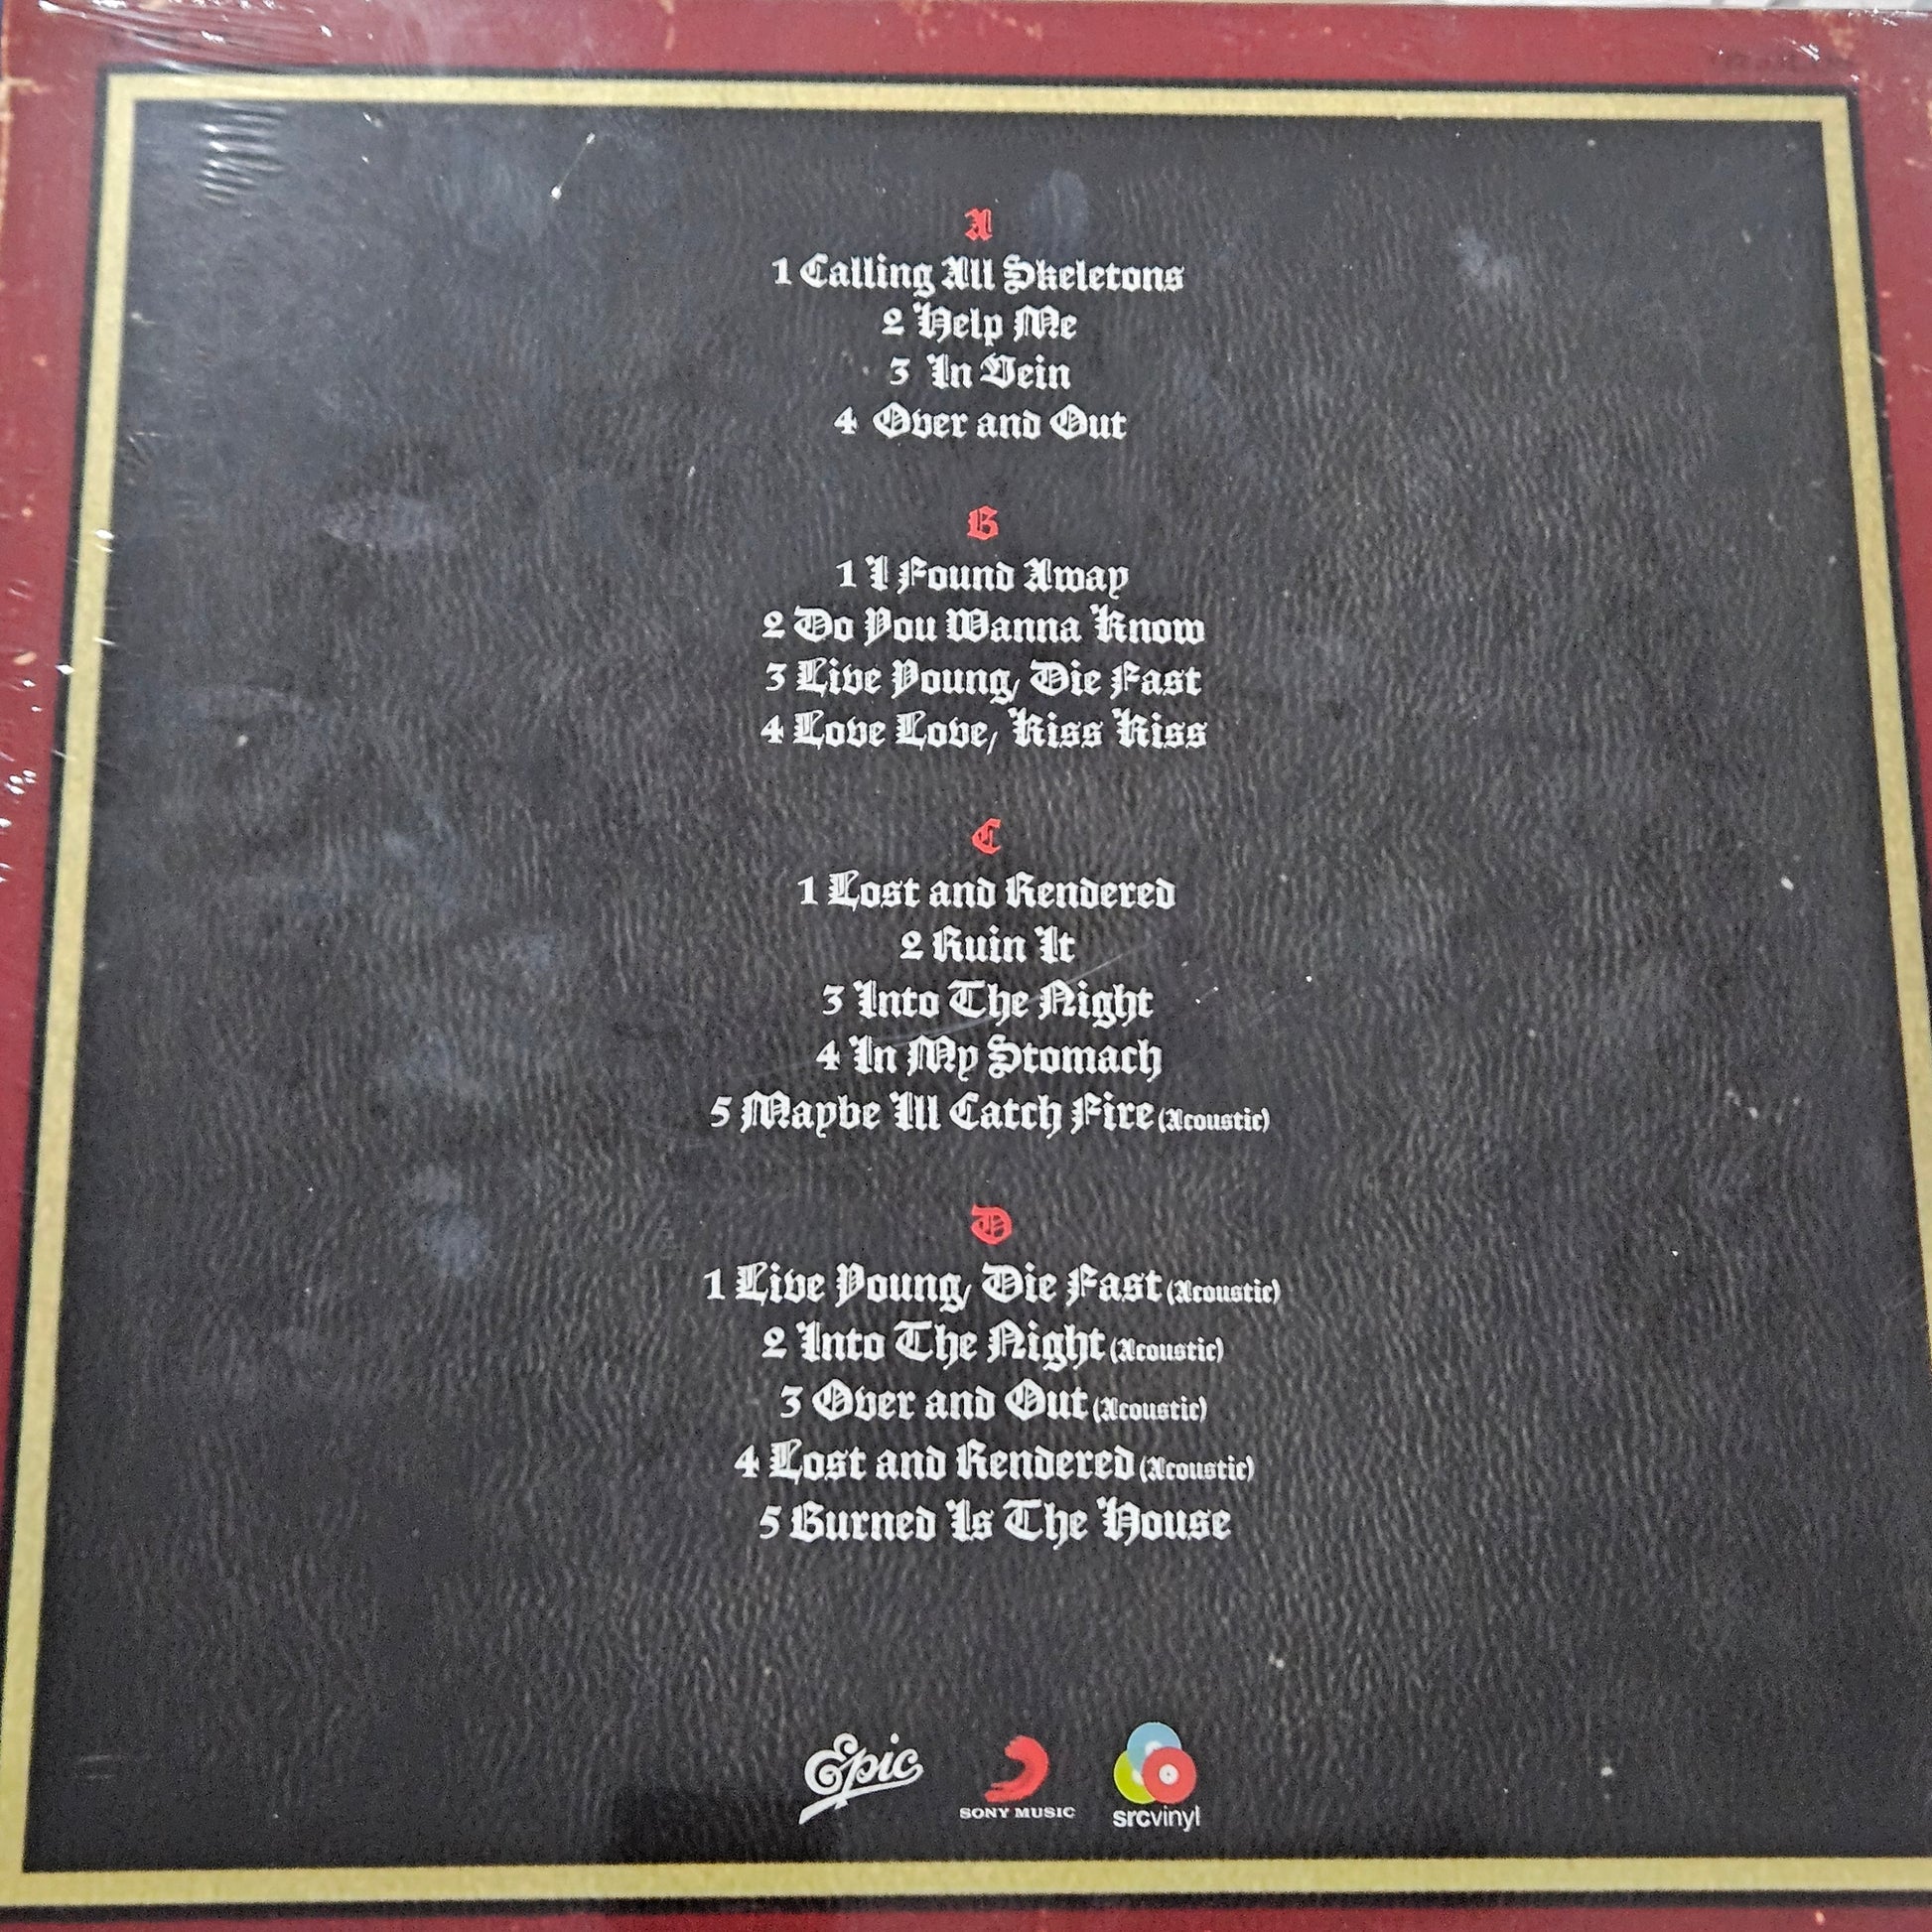 A
1 Calling All Skeletons
2 Help Me
3 In Vein
4 Over and Out
B
1 I Found Away
2 Do You Wanna Know
3 Live Young, Die Fast
4 Love Love, Kiss Kiss
C
1 Lost and Rendered
2 Ruin It
3 Into The Night
4 In My Stomach
5 Maybe Ill Catch Fire (Acoustic)
D
1 Live Young, Die Fast (Acoustic)
2 Into The Night (Acoustic)
3 Over and Out (Acoustic)
4 Lost and Rendered (Acoustic)
5 Burned Is The House
Epic
SONY MUSIC
srcvinyl